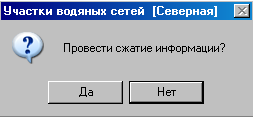 Участки водяных сетей [Северная]
Провести сжатие информации?
Да
Нет